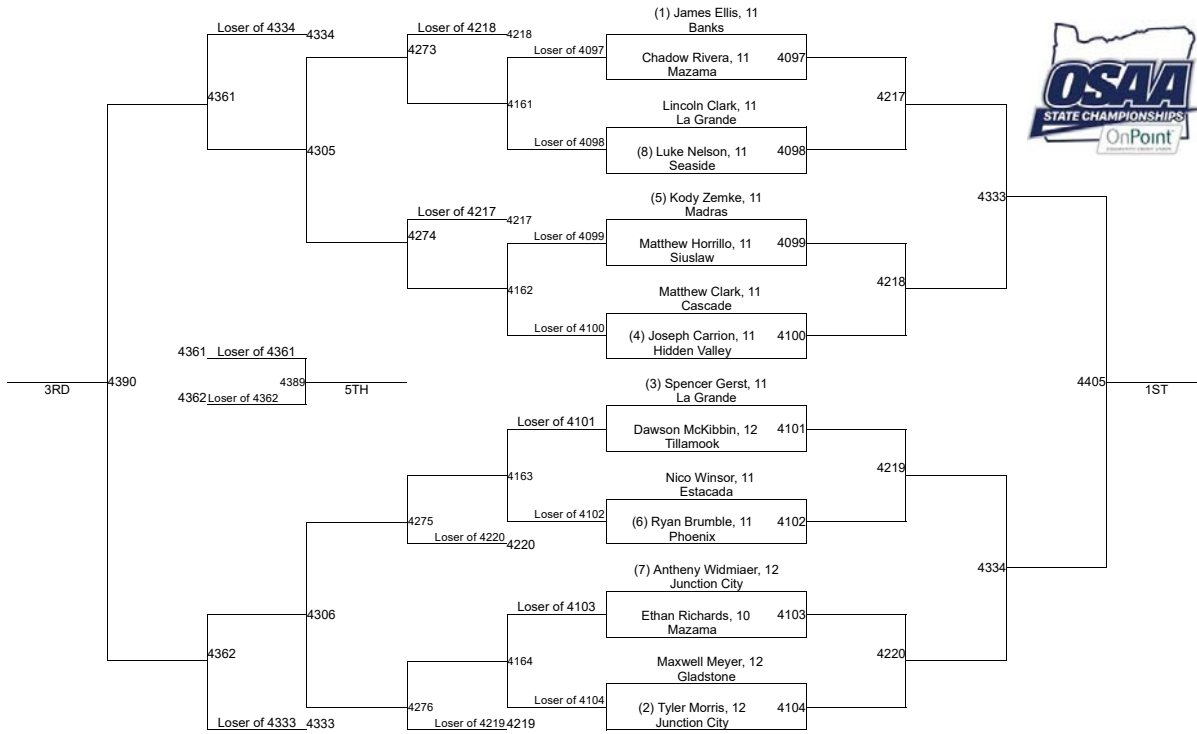 (1) James Ellis, 11
Banks
Loser of 4334
4334
Loser of 4218
4218
4273
Loser of 4097
Chadow Rivera, 11
4097
Mazama
4361
4161
4217
Lincoln Clark, 11
La Grande
OSAA
STATE CHAMPIONSHIPS
OnPoint
4305
Loser of 4098
(8) Luke Nelson, 11
4098
Seaside
(5) Kody Zemke, 11
4333
Madras
Loser of 4217
4217
4274
Loser of 4099
Matthew Horrillo, 11
4099
Siuslaw
4162
4218
Matthew Clark, 11
Cascade
Loser of 4100
(4) Joseph Carrion, 11
4100
Hidden Valley
4361
Loser of 4361
3RD
4390
4389
5TH
(3) Spencer Gerst, 11
La Grande
4405
1ST
4362
Loser of 4362
Loser of 4101
Dawson McKibbin, 12
4101
Tillamook
4163
4219
Nico Winsor, 11
Estacada
4275
Loser of 4102
(6) Ryan Brumble, 11
4102
Phoenix
Loser of 4220
4220
(7) Antheny Widmiaer, 12
4334
Junction City
4306
Loser of 4103
Ethan Richards, 10
4103
Mazama
4362
4164
4220
Maxwell Meyer, 12
Gladstone
4276
Loser of 4104
(2) Tyler Morris, 12
4104
Junction City
Loser of 4333
4333
Loser of 4219
4219